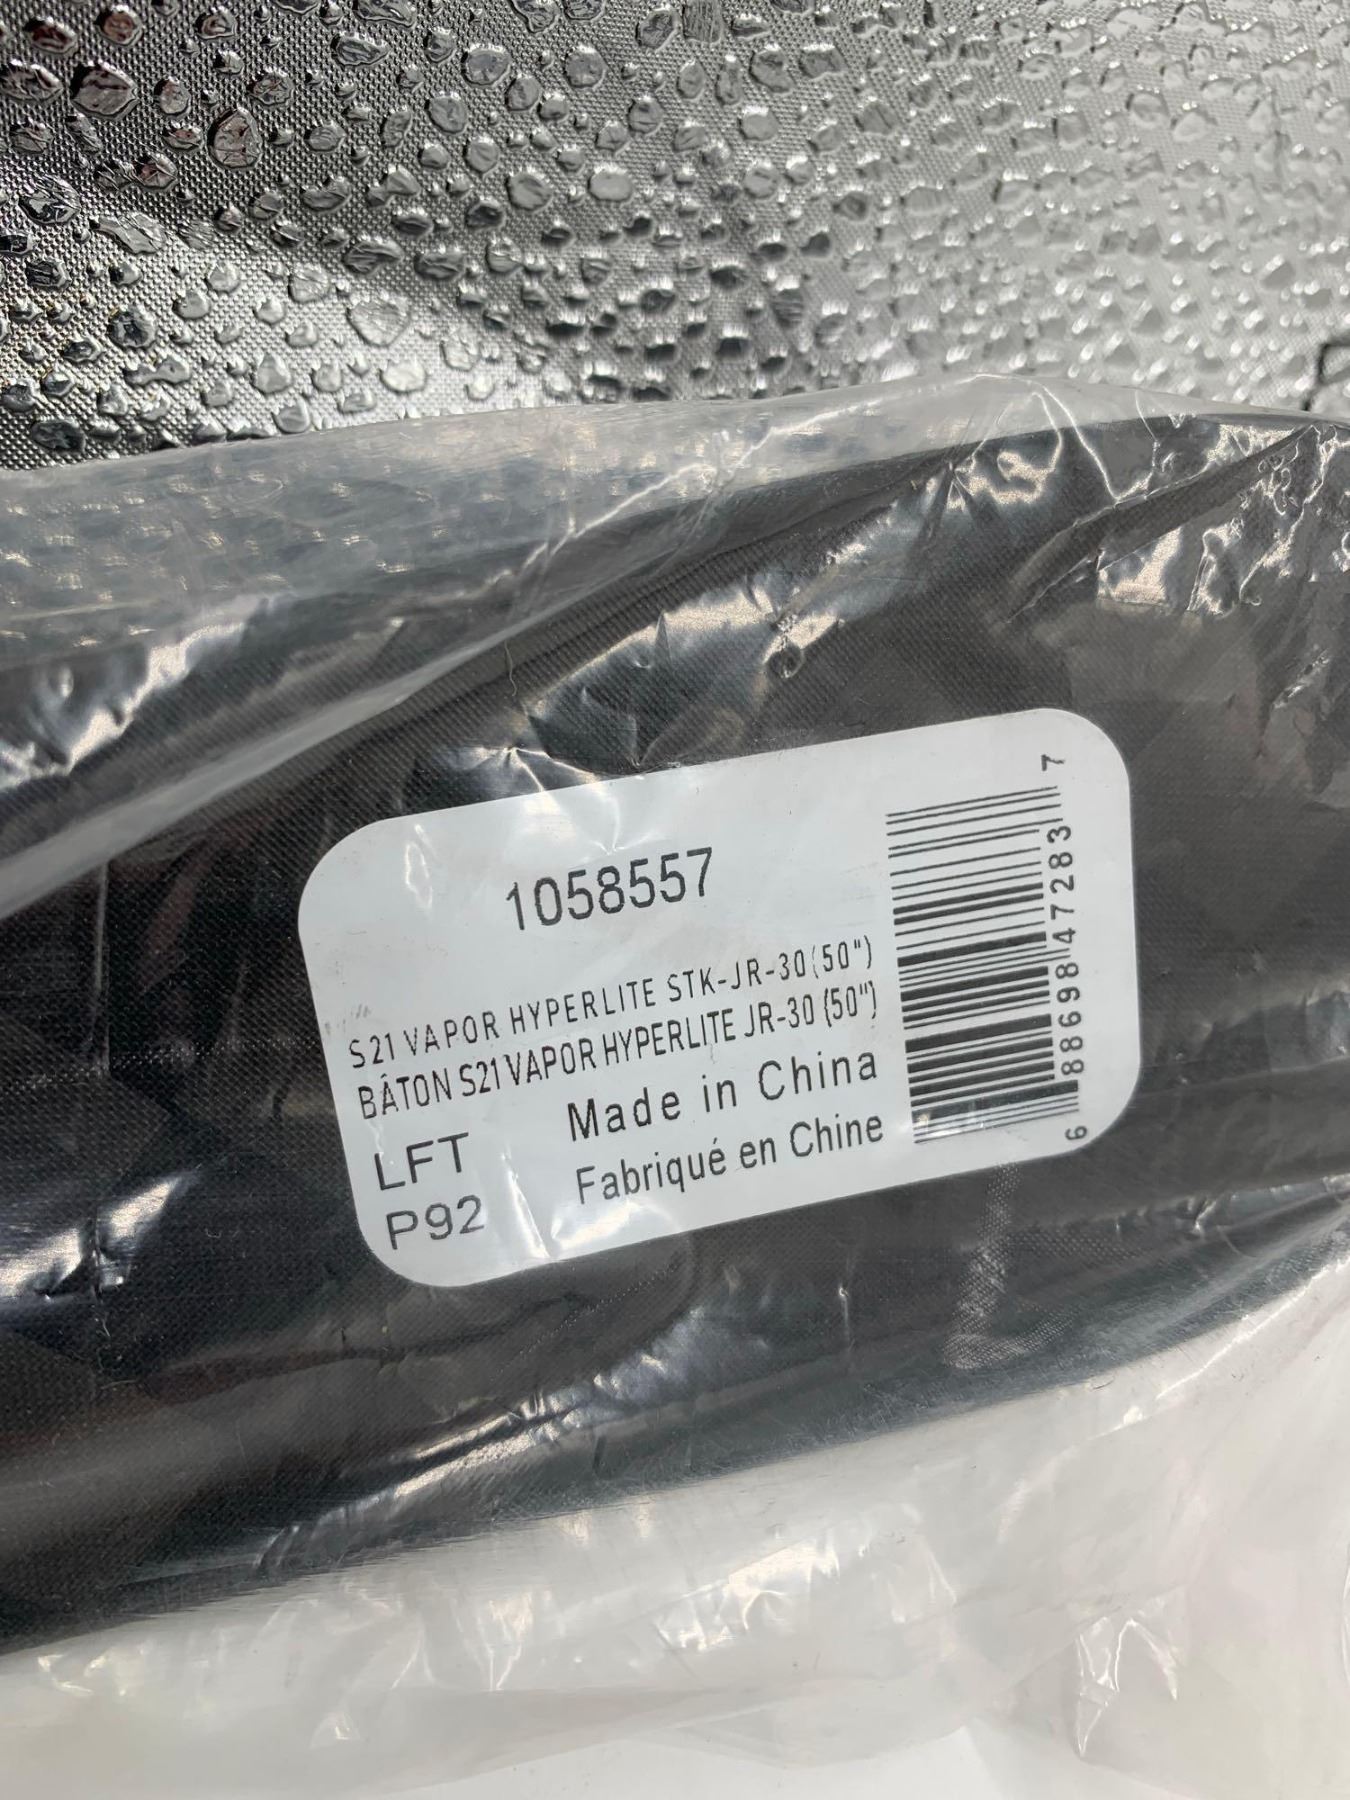 1058557
S21 VAPOR HYPERLITE STK-JR-30(50")
BÂTON S21 VAPOR HYPERLITE JR-30 (50")
LFT
P92
Made in China
Fabriqué en Chine
6 88698 47283 7